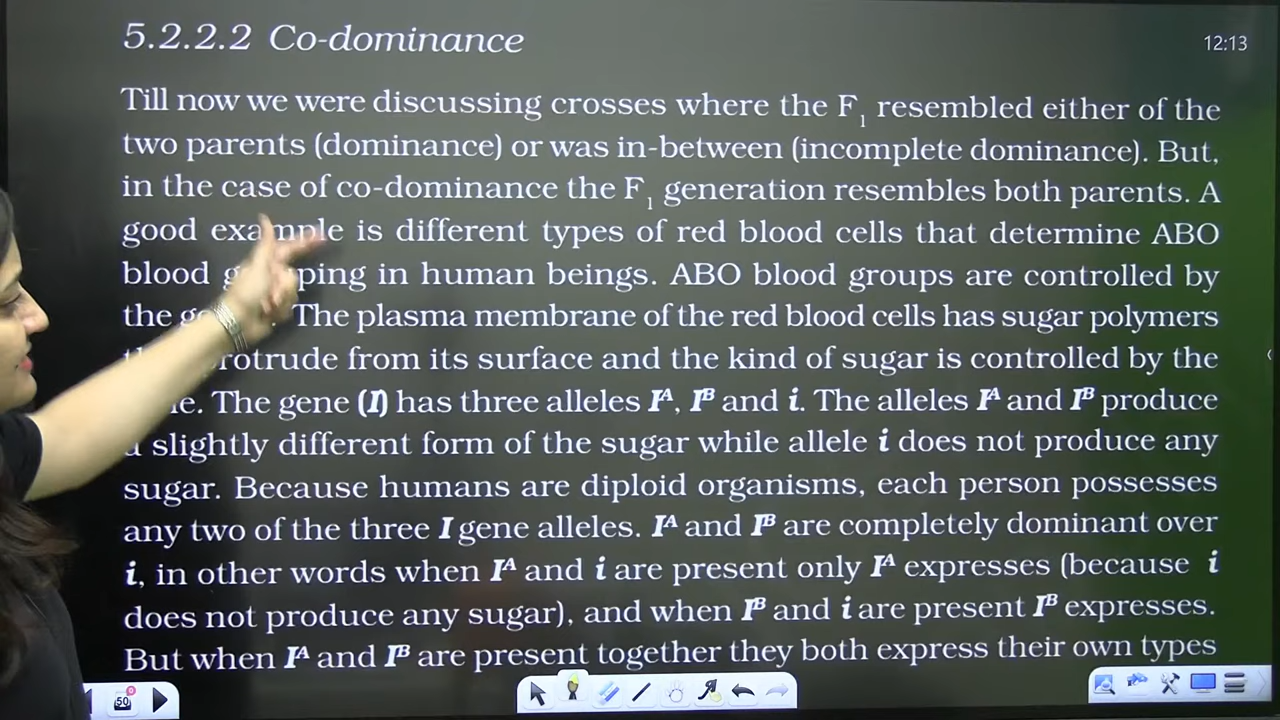 5.2.2.2 Co-dominance
12:13
Till now we were discussing crosses where the F₁ resembled either of the
two parents (dominance) or was in-between (incomplete dominance). But,
in the case of co-dominance the F₁ generation resembles both parents. A
good example is different types of red blood cells that determine ABO
blood in human beings. ABO blood groups are controlled by
the The plasma membrane of the red blood cells has sugar polymers
from its surface and the kind of sugar is controlled by the
The gene (I) has three alleles Iᴬ, Iᴮ and i. The alleles Iᴬ and Iᴮ produce
a slightly different form of the sugar while allele i does not produce any
sugar. Because humans are diploid organisms, each person possesses
any two of the three I gene alleles. Iᴬ and Iᴮ are completely dominant over
i, in other words when Iᴬ and i are present only Iᴬ expresses (because i
does not produce any sugar), and when Iᴮ and i are present Iᴮ expresses.
But when Iᴬ and Iᴮ are present together they both express their own types
50
0